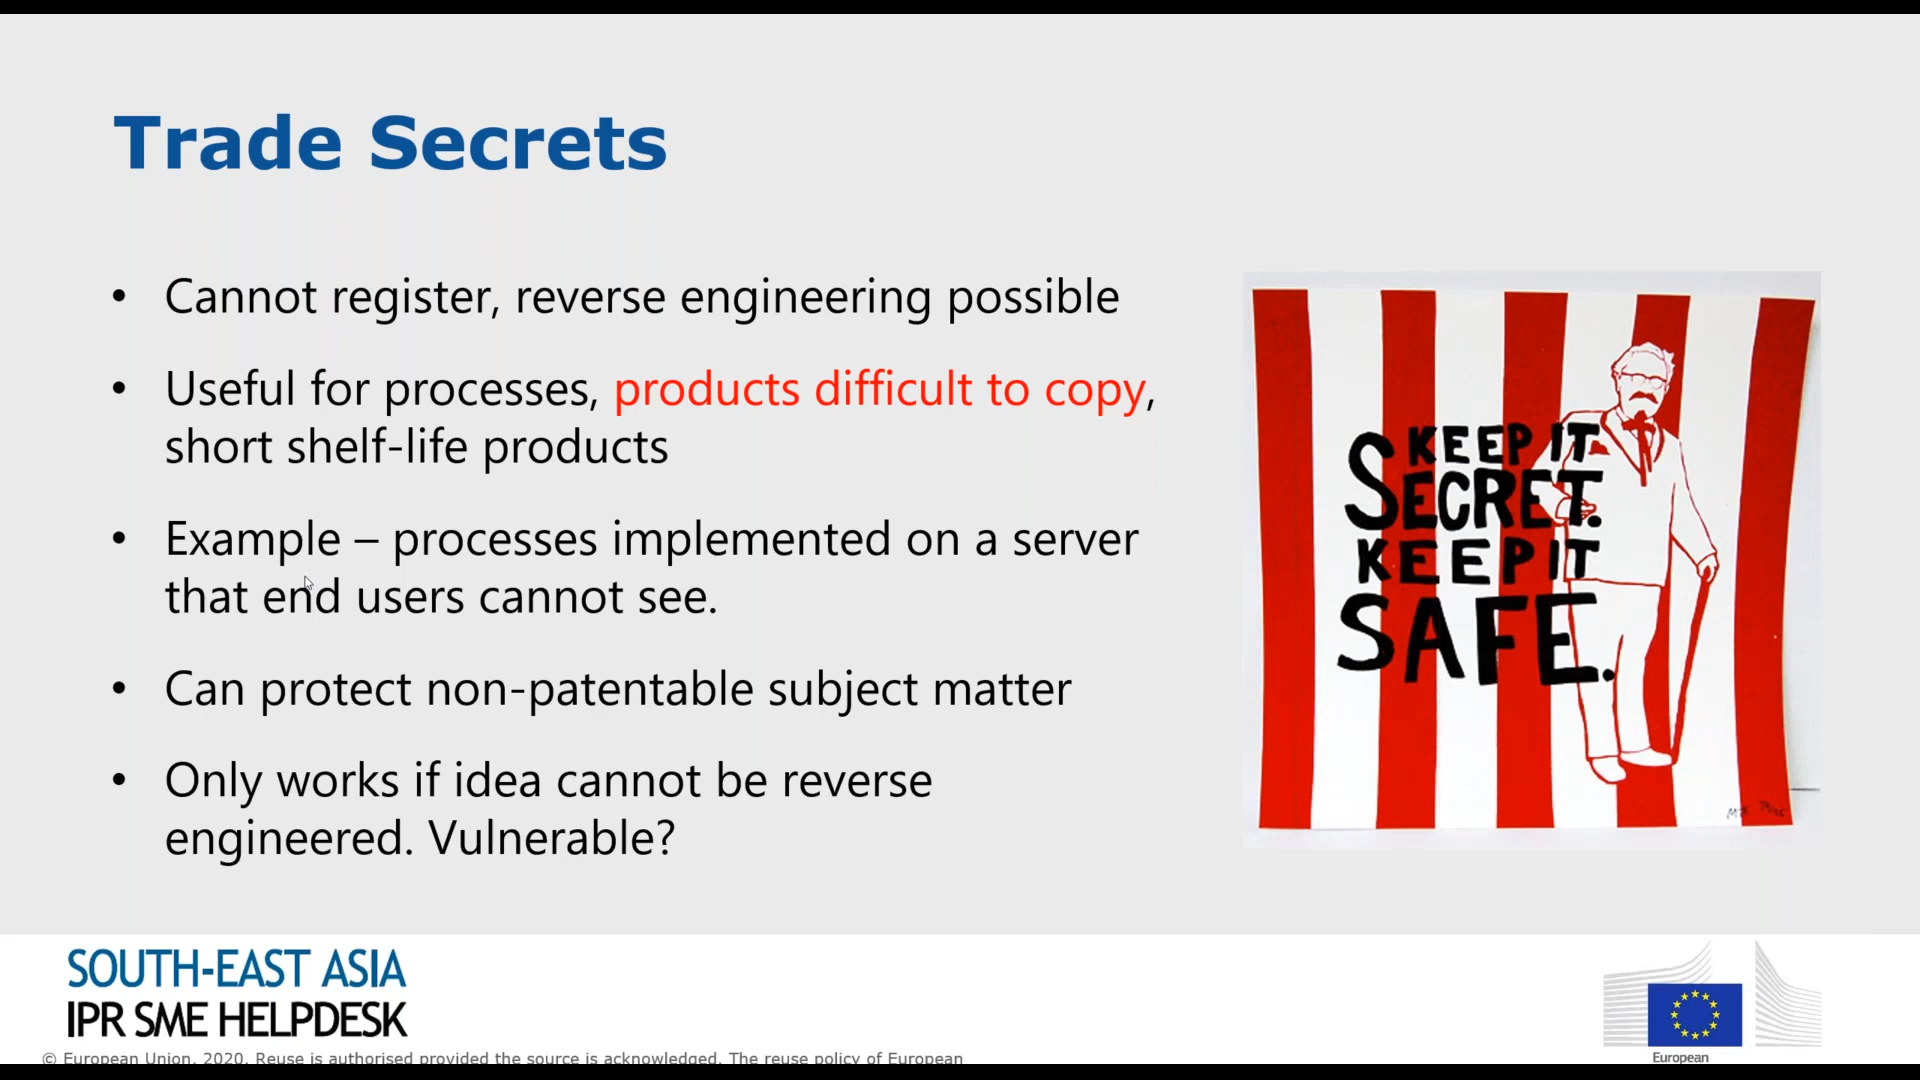 Trade Secrets
• Cannot register, reverse engineering possible
• Useful for processes, products difficult to copy,
short shelf-life products
• Example – processes implemented on a server
that end users cannot see.
• Can protect non-patentable subject matter
• Only works if idea cannot be reverse
engineered. Vulnerable?
KEEP IT
SECRET.
KEEP IT
SAFE.
SOUTH-EAST ASIA
IPR SME HELPDESK
© European Union, 2020. Reuse is authorised provided the source is acknowledged. The reuse policy of European
European